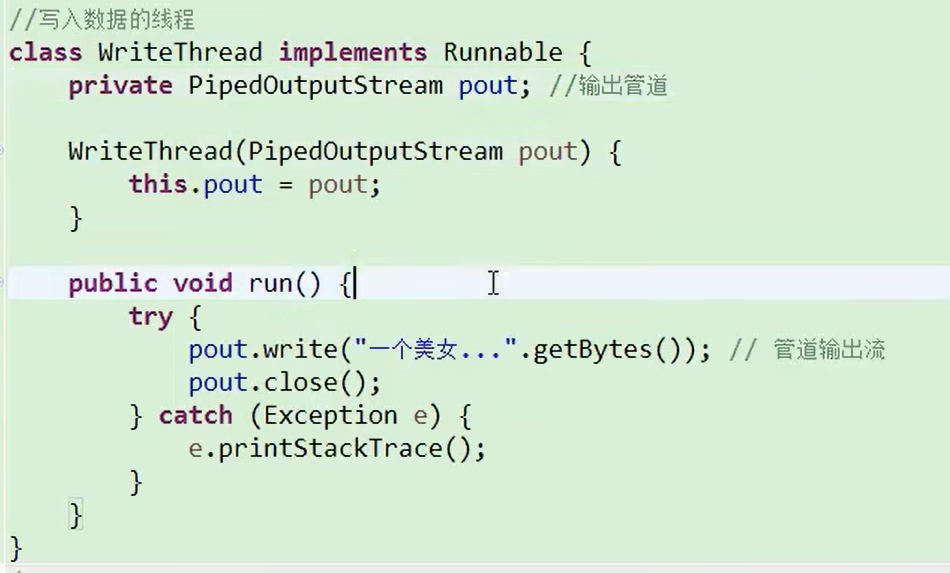 //写入数据的线程
class WriteThread implements Runnable {
    private PipedOutputStream pout; //输出管道
    WriteThread(PipedOutputStream pout) {
        this.pout = pout;
    }
    public void run() {
        try {
            pout.write("一个美女...".getBytes()); // 管道输出流
            pout.close();
        } catch (Exception e) {
            e.printStackTrace();
        }
    }
}